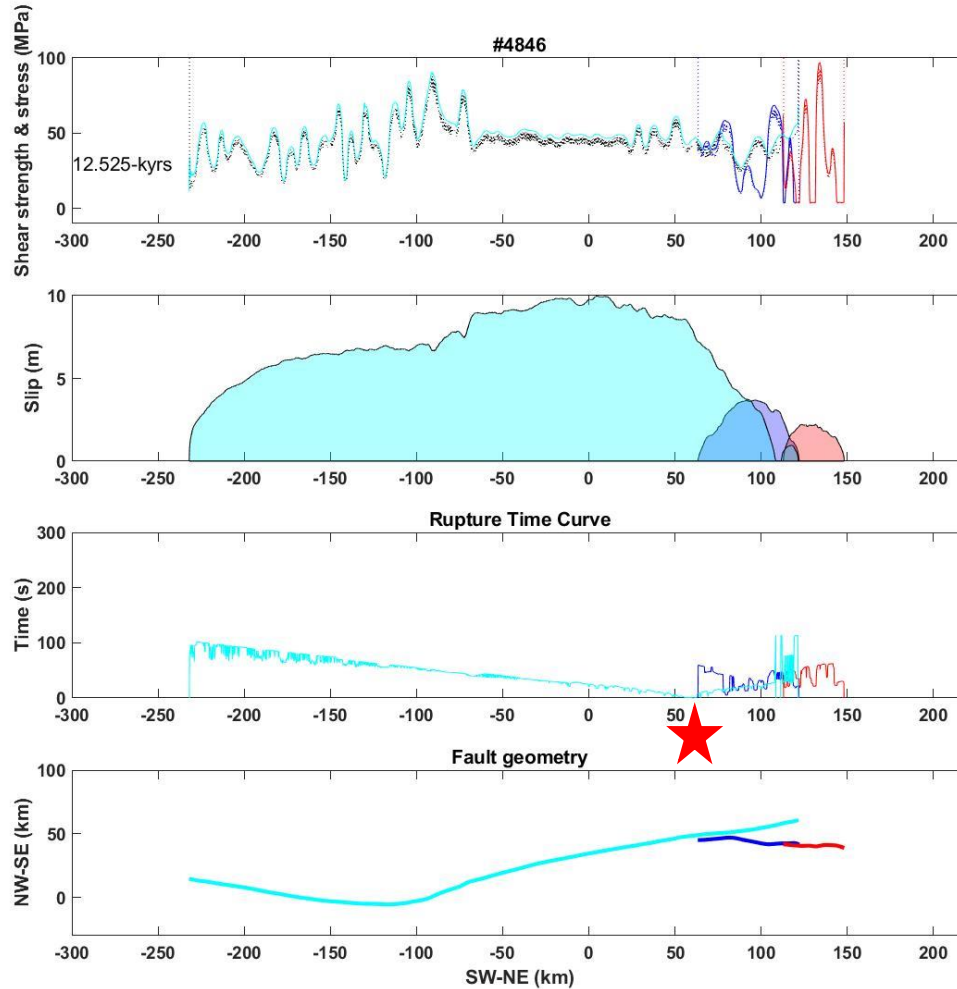 #4846
Shear strength & stress (MPa)
100
50
0
12.525-kyrs
-300 -250 -200 -150 -100 -50 0 50 100 150 200
Slip (m)
10
5
0
-300 -250 -200 -150 -100 -50 0 50 100 150 200
Rupture Time Curve
Time (s)
300
200
100
0
-300 -250 -200 -150 -100 -50 0 50 100 150 200
Fault geometry
NW-SE (km)
100
50
0
-300 -250 -200 -150 -100 -50 0 50 100 150 200
SW-NE (km)